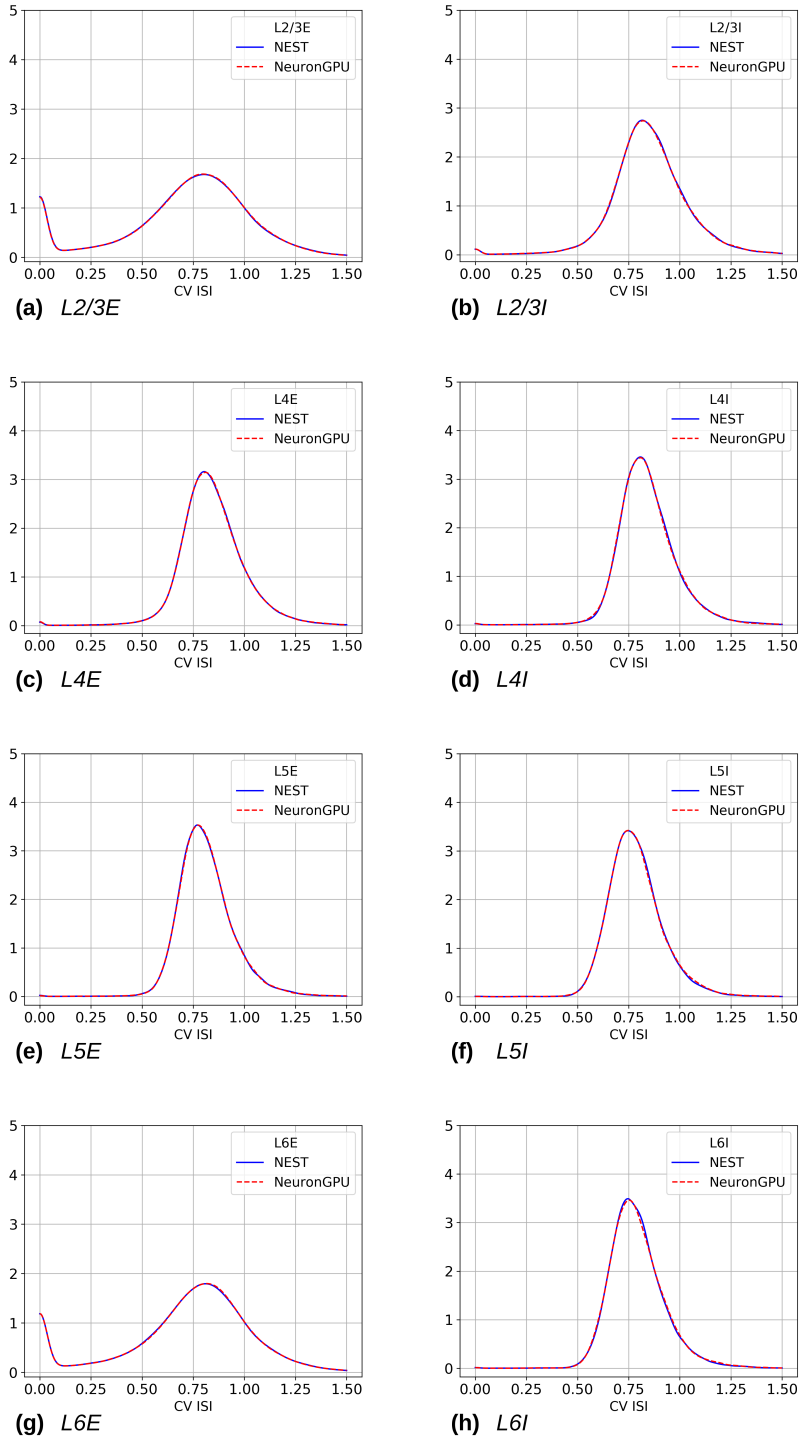 L2/3E
NEST
NeuronGPU
5
4
3
2
1
0
0.00 0.25 0.50 0.75 1.00 1.25 1.50
CV ISI
(a) L2/3E
L2/3I
NEST
NeuronGPU
5
4
3
2
1
0
0.00 0.25 0.50 0.75 1.00 1.25 1.50
CV ISI
(b) L2/3I
L4E
NEST
NeuronGPU
5
4
3
2
1
0
0.00 0.25 0.50 0.75 1.00 1.25 1.50
CV ISI
(c) L4E
L4I
NEST
NeuronGPU
5
4
3
2
1
0
0.00 0.25 0.50 0.75 1.00 1.25 1.50
CV ISI
(d) L4I
L5E
NEST
NeuronGPU
5
4
3
2
1
0
0.00 0.25 0.50 0.75 1.00 1.25 1.50
CV ISI
(e) L5E
L5I
NEST
NeuronGPU
5
4
3
2
1
0
0.00 0.25 0.50 0.75 1.00 1.25 1.50
CV ISI
(f) L5I
L6E
NEST
NeuronGPU
5
4
3
2
1
0
0.00 0.25 0.50 0.75 1.00 1.25 1.50
CV ISI
(g) L6E
L6I
NEST
NeuronGPU
5
4
3
2
1
0
0.00 0.25 0.50 0.75 1.00 1.25 1.50
CV ISI
(h) L6I